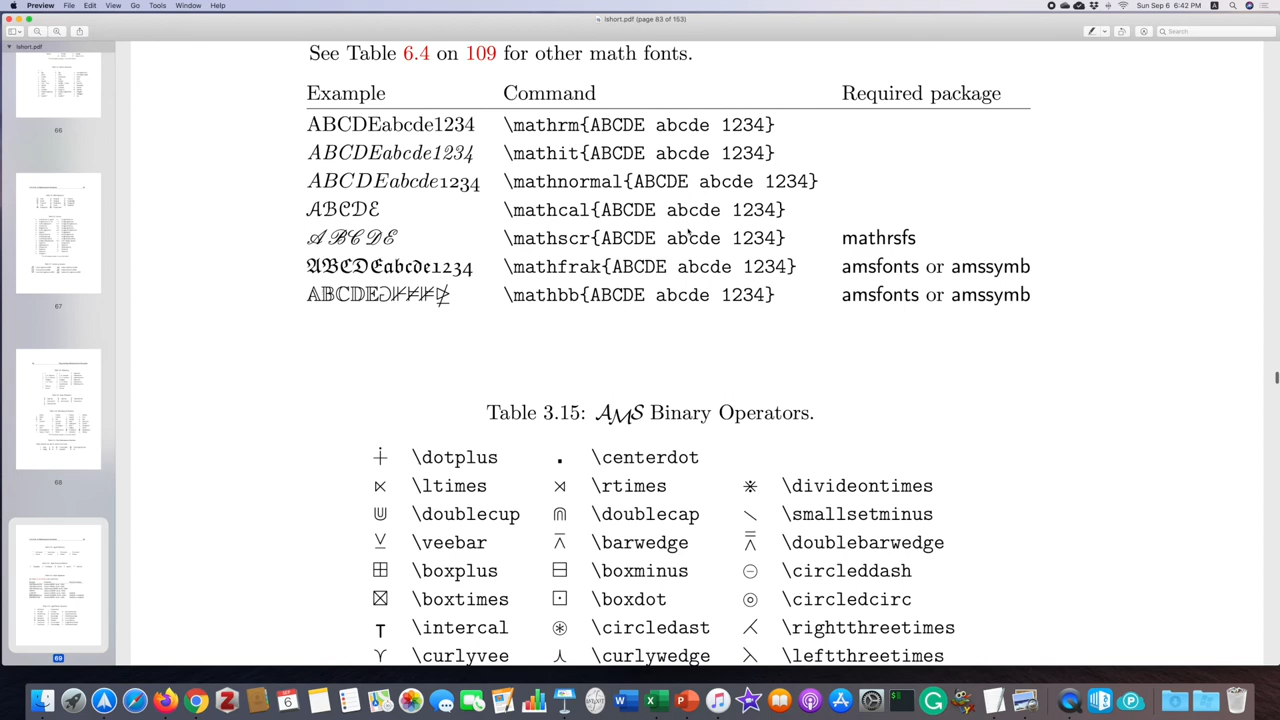 Preview File Edit View Go Tools Window Help
Sun Sep 6 6:42 PM
lshort.pdf (page 83 of 153)
Search
lshort.pdf
66
67
68
69
See Table 6.4 on for other math fonts.
Example Command Required package
ABCDEabcde1234 \mathrm{ABCDE abcde 1234}
ABCDEabcde1234 \mathit{ABCDE abcde 1234}
ABCDEabcde1234 \mathnormal{ABCDE abcde 1234}
ABCDE \mathcal{ABCDE abcde 1234}
ABCDE \mathscr{ABCDE abcde 1234} mathrsfs
ABCDEabcde1234 \mathfrak{ABCDE abcde 1234} amsfonts or amssymb
ABCDE \mathbb{ABCDE abcde 1234} amsfonts or amssymb
Table 3.15: AMS Binary Operators.
∔ \dotplus ⋅ \centerdot
⋉ \ltimes ⋊ \rtimes ⋇ \divideontimes
⋓ \doublecup ⋒ \doublecap ∖ \smallsetminus
⊻ \veebar ⊼ \barwedge ⩞ \doublebarwedge
⊞ \boxplus ⊟ \boxminus ⊝ \circleddash
⊠ \boxtimes ⊡ \boxdot ⊚ \circledcirc
⊺ \intercal ⊛ \circledast ⋌ \rightthreetimes
⋎ \curlyvee ⋏ \curlywedge ⋋ \leftthreetimes